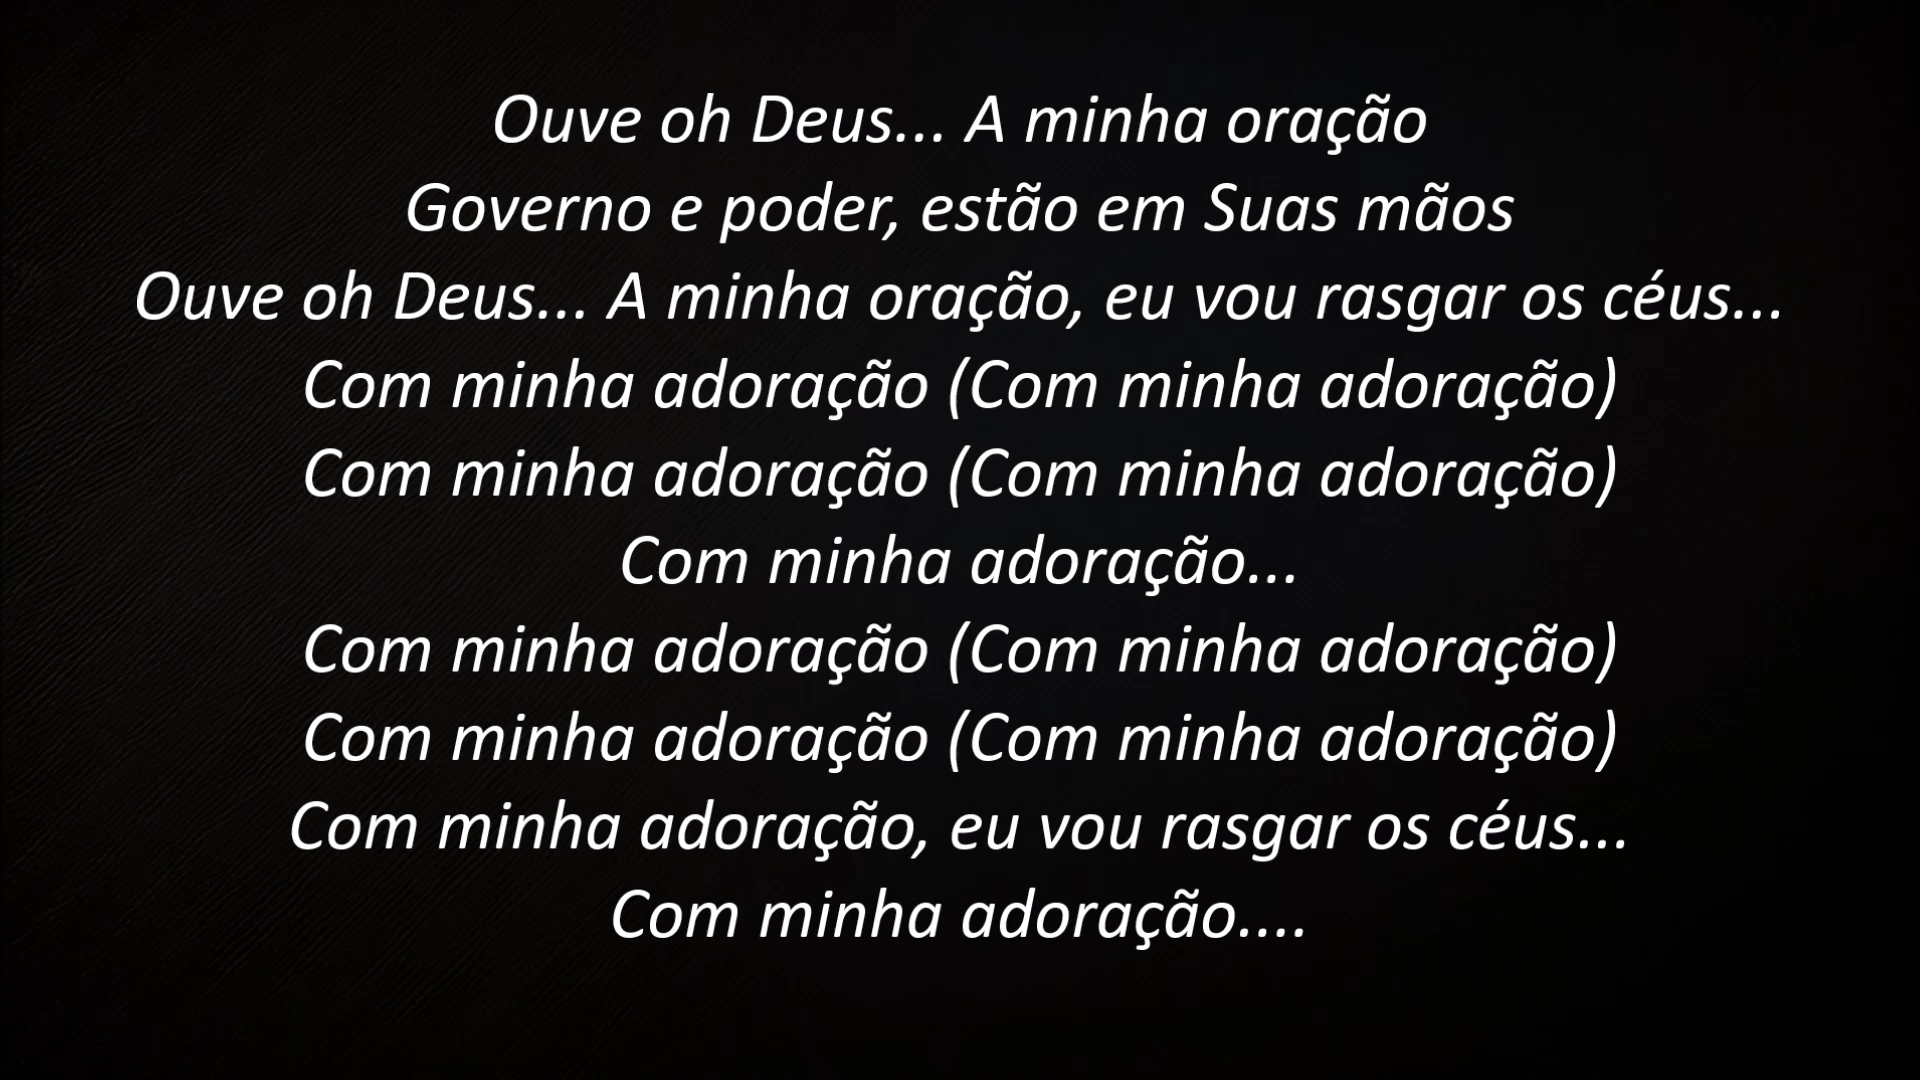 Ouve oh Deus... A minha oração
Governo e poder, estão em Suas mãos
Ouve oh Deus... A minha oração, eu vou rasgar os céus...
Com minha adoração (Com minha adoração)
Com minha adoração (Com minha adoração)
Com minha adoração...
Com minha adoração (Com minha adoração)
Com minha adoração (Com minha adoração)
Com minha adoração, eu vou rasgar os céus...
Com minha adoração....